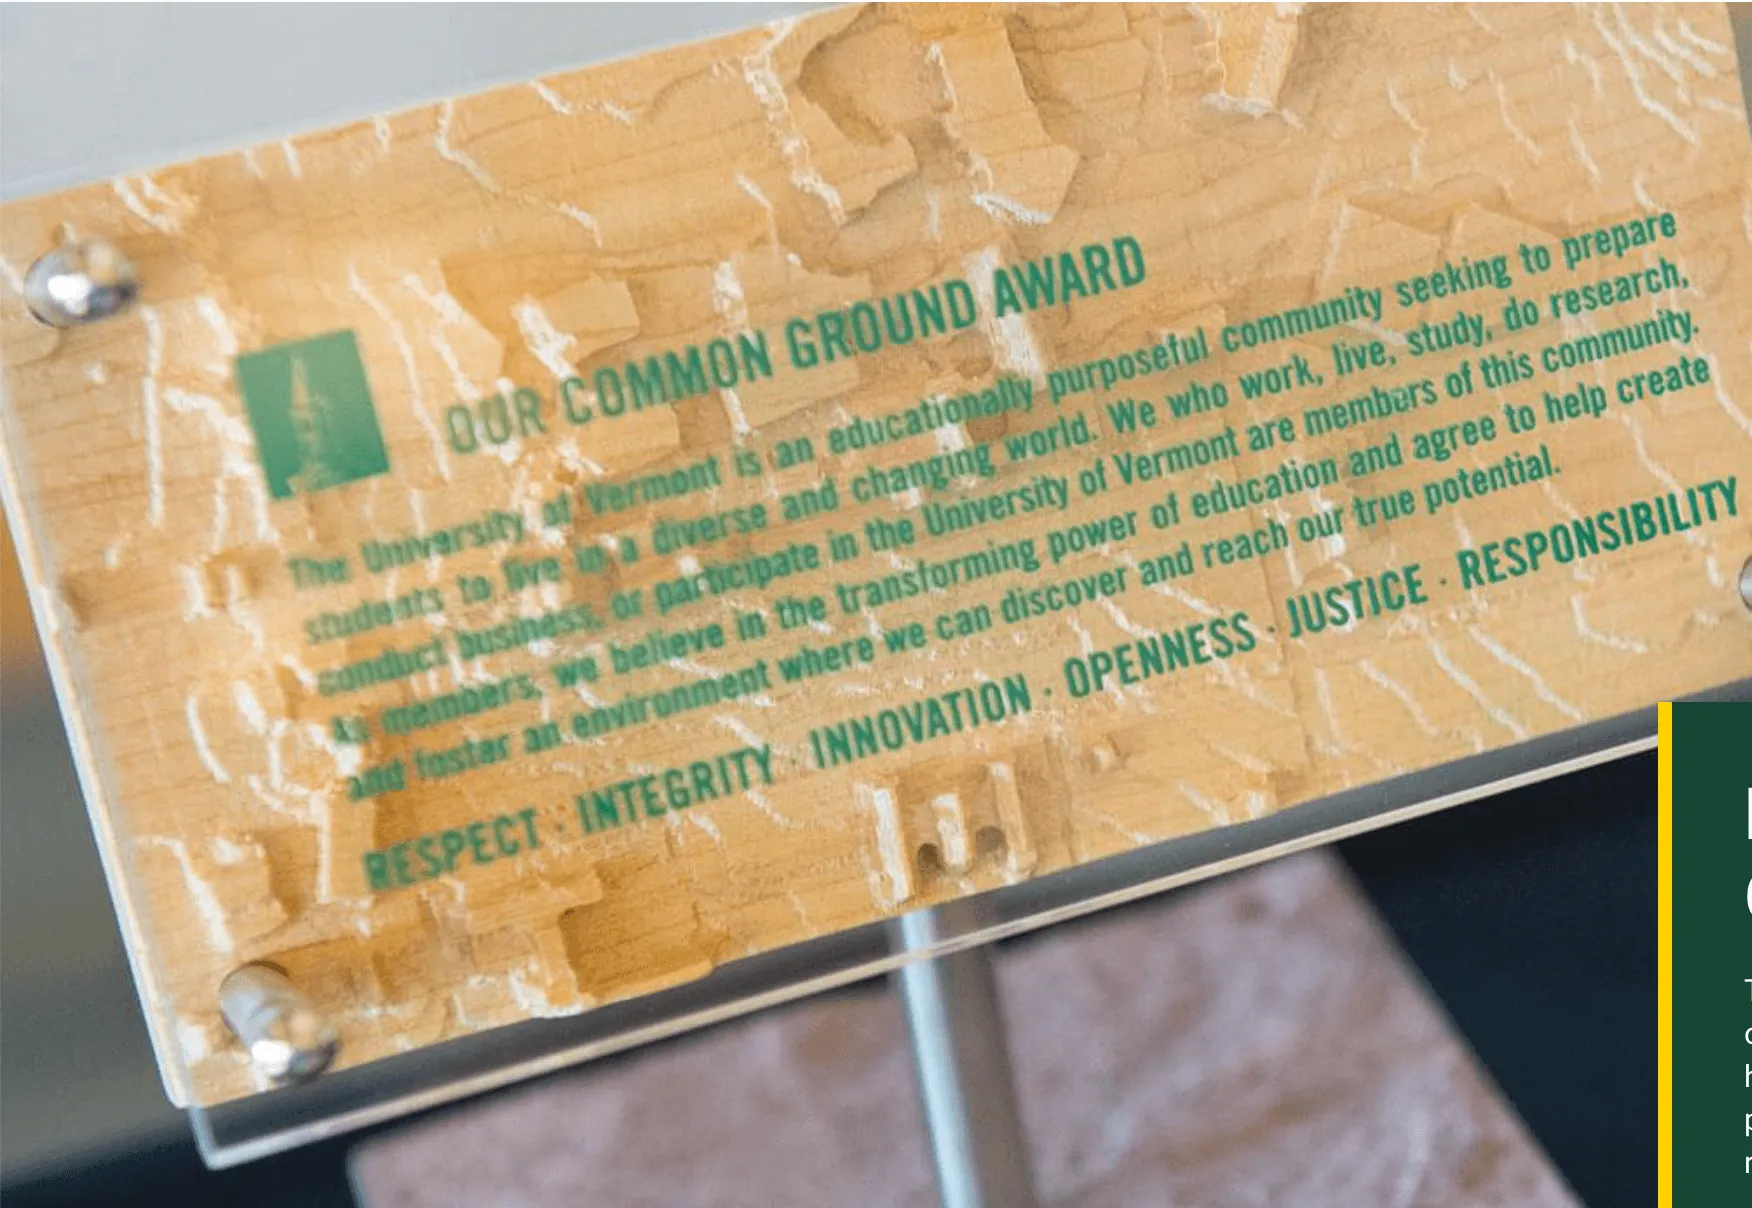 OUR COMMON GROUND AWARD
The University of Vermont is an educationally purposeful community seeking to prepare
students to live in a diverse and changing world. We who work, live, study, do research,
conduct business, or participate in the University of Vermont are members of this community.
As members, we believe in the transforming power of education and agree to help create
and foster an environment where we can discover and reach our true potential.
RESPECT · INTEGRITY · INNOVATION · OPENNESS · JUSTICE · RESPONSIBILITY